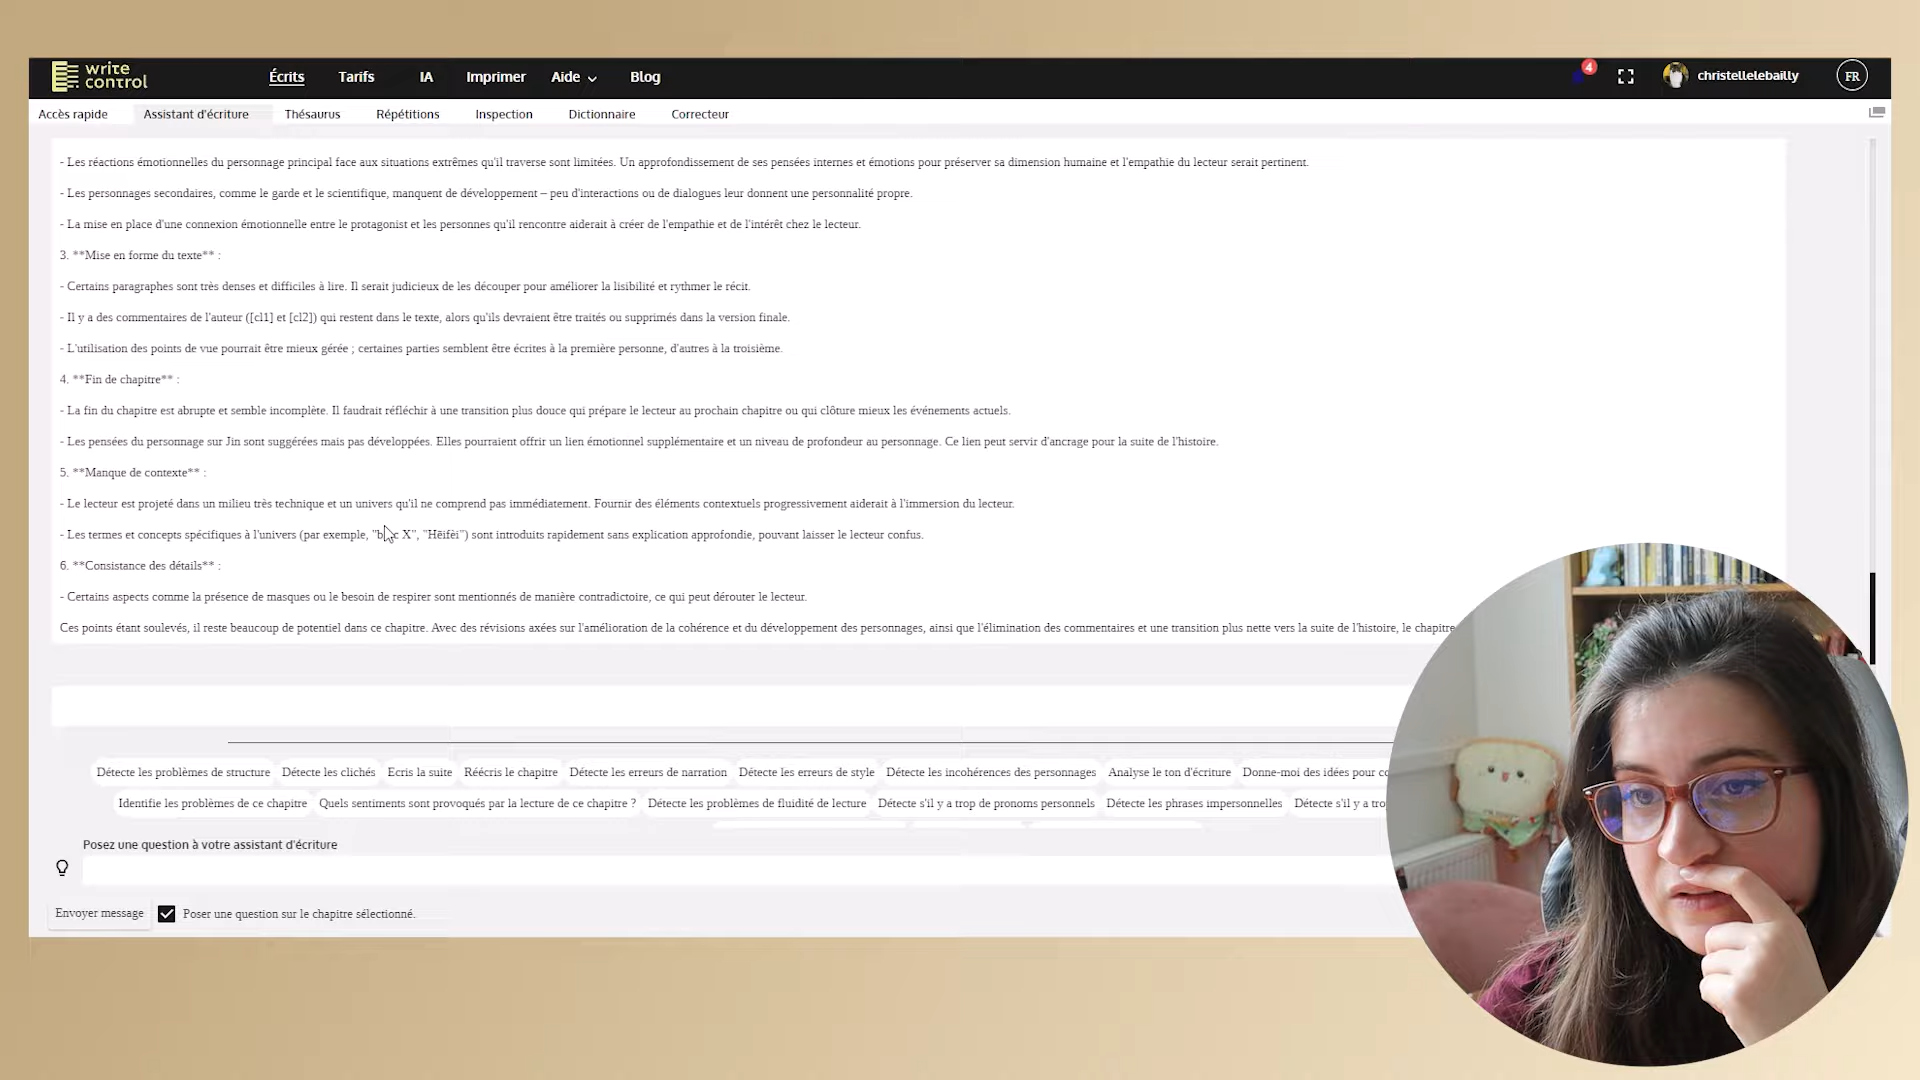 write control
Écrits Tarifs IA Imprimer Aide Blog 4 christellelebailly FR
Accès rapide Assistant d'écriture Thésaurus Répétitions Inspection Dictionnaire Correcteur
- Les réactions émotionnelles du personnage principal face aux situations extrêmes qu'il traverse sont limitées. Un approfondissement de ses pensées internes et émotions pour préserver sa dimension humaine et l'empathie du lecteur serait pertinent.
- Les personnages secondaires, comme le garde et le scientifique, manquent de développement – peu d'interactions ou de dialogues leur donnent une personnalité propre.
- La mise en place d'une connexion émotionnelle entre le protagonist et les personnes qu'il rencontre aiderait à créer de l'empathie et de l'intérêt chez le lecteur.
3. **Mise en forme du texte** :
- Certains paragraphes sont très denses et difficiles à lire. Il serait judicieux de les découper pour améliorer la lisibilité et rythmer le récit.
- Il y a des commentaires de l'auteur ([cl1] et [cl2]) qui restent dans le texte, alors qu'ils devraient être traités ou supprimés dans la version finale.
- L'utilisation des points de vue pourrait être mieux gérée ; certaines parties semblent être écrites à la première personne, d'autres à la troisième.
4. **Fin de chapitre** :
- La fin du chapitre est abrupte et semble incomplète. Il faudrait réfléchir à une transition plus douce qui prépare le lecteur au prochain chapitre ou qui clôture mieux les événements actuels.
- Les pensées du personnage sur Jin sont suggérées mais pas développées. Elles pourraient offrir un lien émotionnel supplémentaire et un niveau de profondeur au personnage. Ce lien peut servir d'ancrage pour la suite de l'histoire.
5. **Manque de contexte** :
- Le lecteur est projeté dans un milieu très technique et un univers qu'il ne comprend pas immédiatement. Fournir des éléments contextuels progressivement aiderait à l'immersion du lecteur.
- Les termes et concepts spécifiques à l'univers (par exemple, X", "Hēifèi") sont introduits rapidement sans explication approfondie, pouvant laisser le lecteur confus.
6. **Consistance des détails** :
- Certains aspects comme la présence de masques ou le besoin de respirer sont mentionnés de manière contradictoire, ce qui peut dérouter le lecteur.
Ces points étant soulevés, il reste beaucoup de potentiel dans ce chapitre. Avec des révisions axées sur l'amélioration de la cohérence et du développement des personnages, ainsi que l'élimination des commentaires et une transition plus nette vers la suite de l'histoire, le chapitre
Détecte les problèmes de structure Détecte les clichés Ecris la suite Réécris le chapitre Détecte les erreurs de narration Détecte les erreurs de style Détecte les incohérences des personnages Analyse le ton d'écriture Donne-moi des idées pour
Identifie les problèmes de ce chapitre Quels sentiments sont provoqués par la lecture de ce chapitre ? Détecte les problèmes de fluidité de lecture Détecte s'il y a trop de pronoms personnels Détecte les phrases impersonnelles Détecte s'il y a
Posez une question à votre assistant d'écriture
Envoyer message Poser une question sur le chapitre sélectionné.